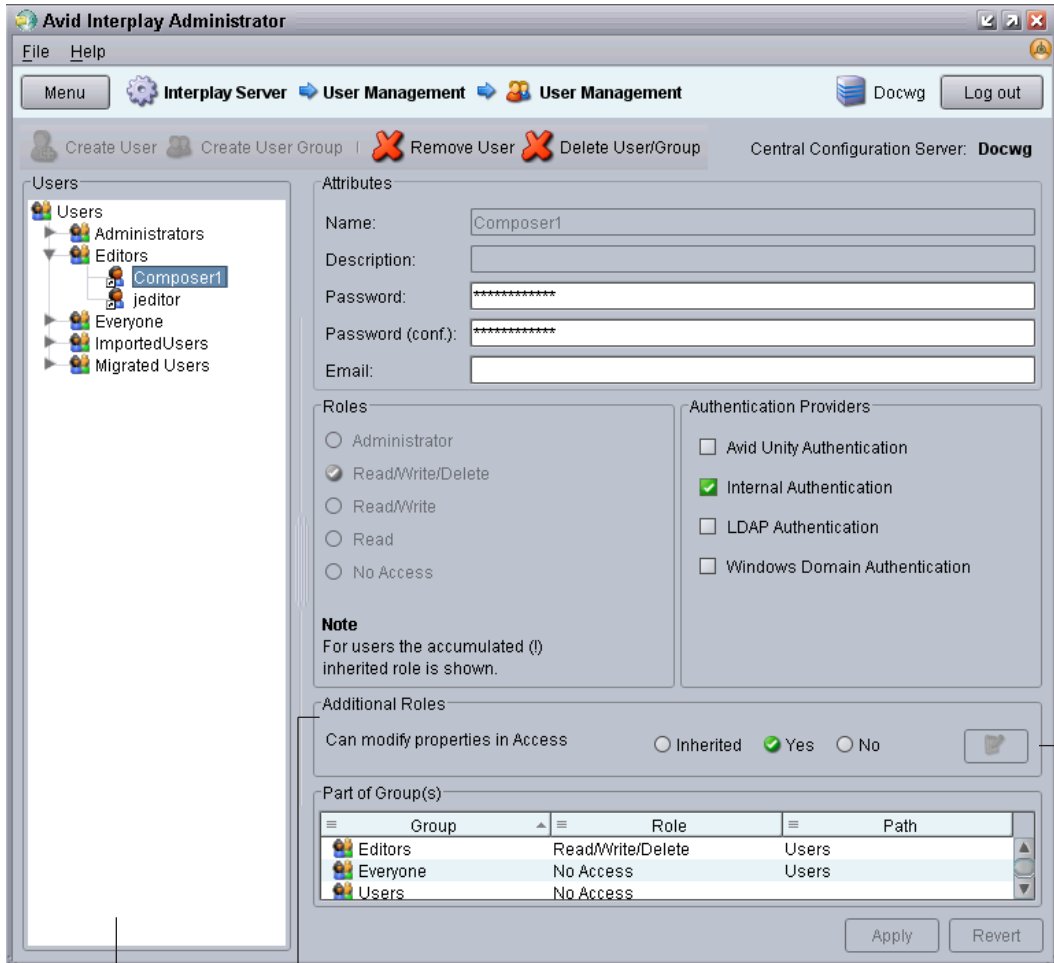 Avid Interplay Administrator
File Help
Menu Interplay Server User Management User Management Docwg Log out
Create User Create User Group Remove User Delete User/Group Central Configuration Server: Docwg
Users
Users
Administrators
Editors
Composer1
jeditor
Everyone
ImportedUsers
Migrated Users
Attributes
Name: Composer1
Description:
Password: ************
Password (conf.): ************
Email:
Roles
Administrator
Read/Write/Delete
Read/Write
Read
No Access
Note
For users the accumulated (!)
inherited role is shown.
Authentication Providers
Avid Unity Authentication
Internal Authentication
LDAP Authentication
Windows Domain Authentication
Additional Roles
Can modify properties in Access Inherited Yes No
Part of Group(s)
Group Role Path
Editors Read/Write/Delete Users
Everyone No Access Users
Users No Access
Apply Revert